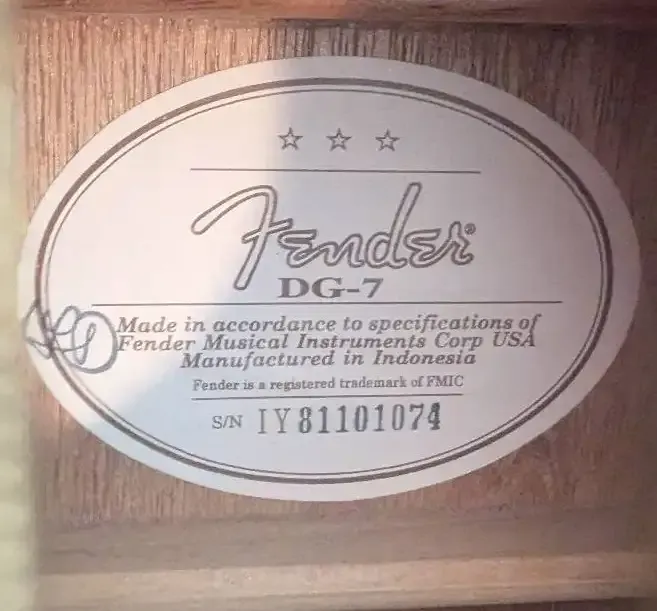 Fender®
DG-7
Made in accordance to specifications of
Fender Musical Instruments Corp USA
Manufactured in Indonesia
Fender is a registered trademark of FMIC
S/N IY81101074